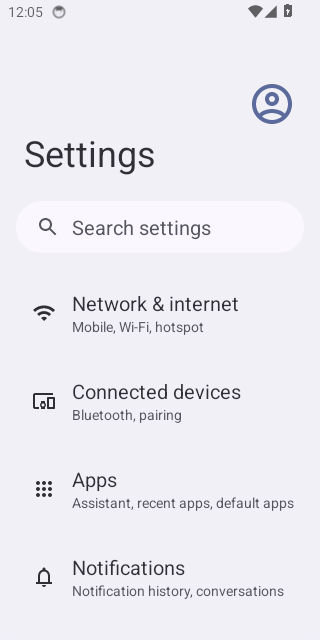 12:05
Settings
Search settings
Network & internet
Mobile, Wi-Fi, hotspot
Connected devices
Bluetooth, pairing
Apps
Assistant, recent apps, default apps
Notifications
Notification history, conversations